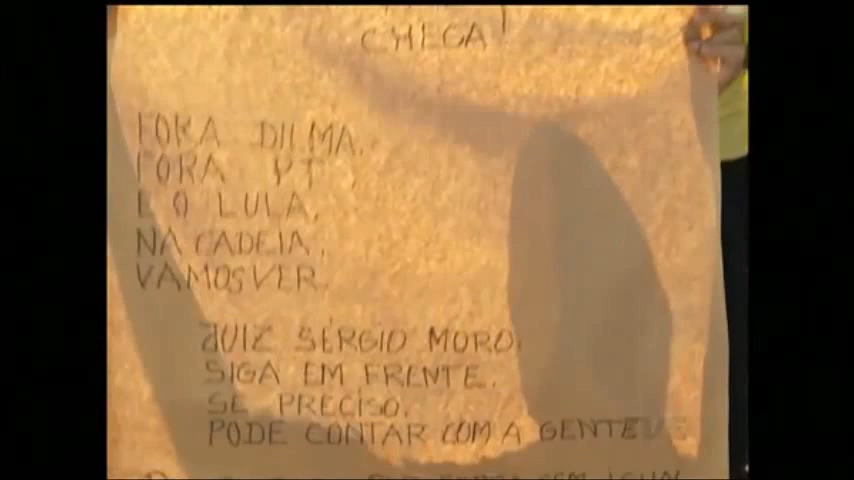 CHEGA
FORA DILMA.
FORA PT,
E O LULA,
NA CADEIA,
VAMOS VER.
JUIZ SÉRGIO MORO.
SIGA EM FRENTE.
SE PRECISO.
PODE CONTAR COM A GENTE